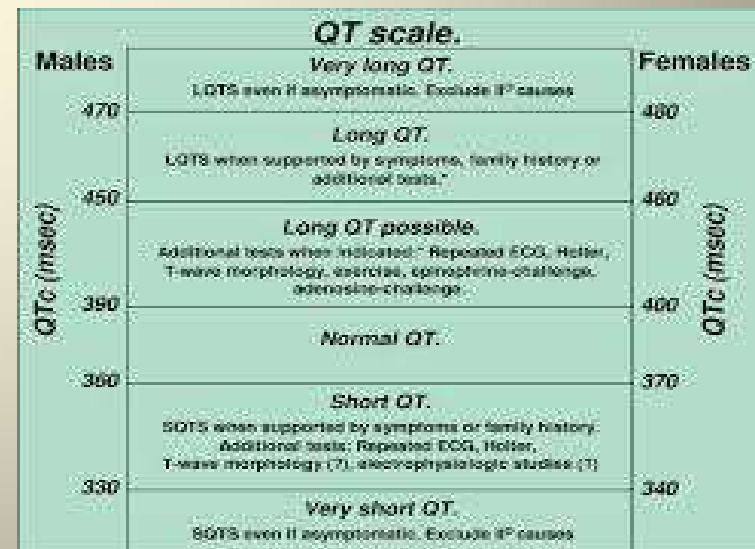 QT scale.
Males
Females
Very long QT.
LQTS even if asymptomatic. Exclude IIº causes
470
480
Long QT.
LQTS when supported by symptoms, family history or
additional tests.*
450
460
Long QT possible.
Additional tests when indicated:* Repeated ECG, Holter,
T-wave morphology, exercise, epinophrine-challenge,
adenosine-challenge.
QTc (msec)
QTc (msec)
390
400
Normal QT.
360
370
Short QT.
SQTS when supported by symptoms or family history.
Additional tests: Repeated ECG, Holter,
T-wave morphology (?), electrophysiologic studies (?)
330
340
Very short QT.
SQTS even if asymptomatic. Exclude IIº causes